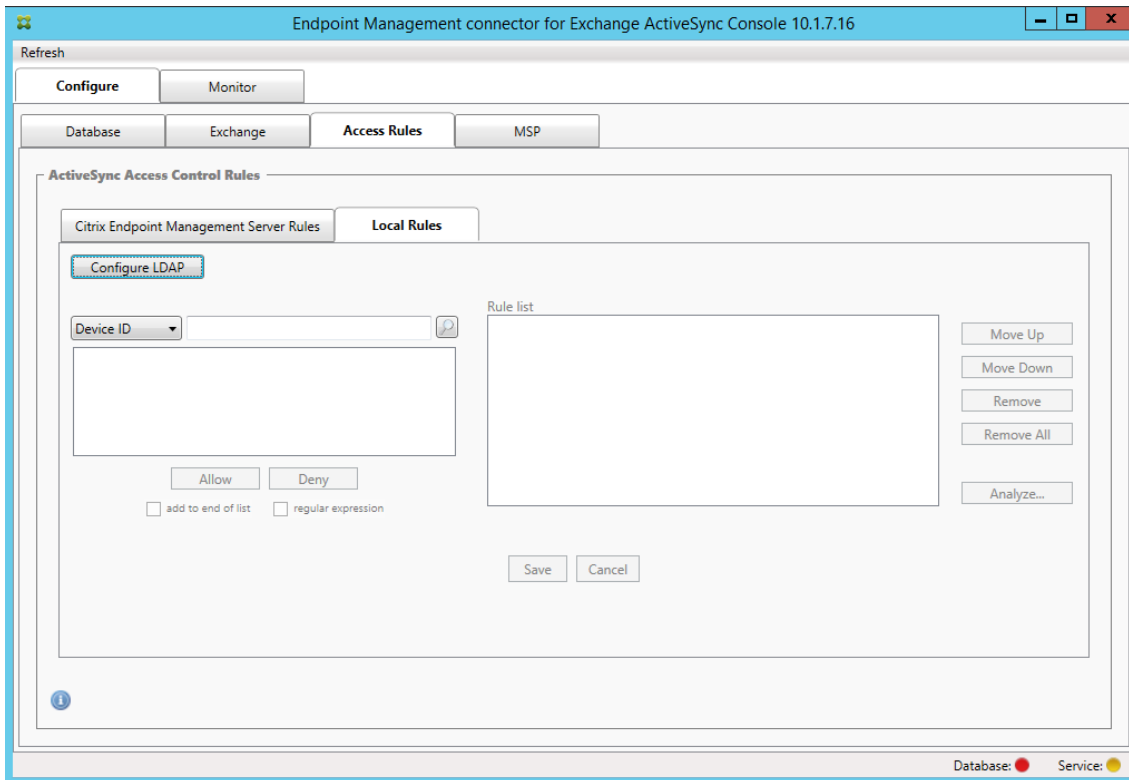 Endpoint Management connector for Exchange ActiveSync Console 10.1.7.16
Refresh
Configure Monitor
Database Exchange Access Rules MSP
ActiveSync Access Control Rules
Citrix Endpoint Management Server Rules Local Rules
Configure LDAP
Rule list
Device ID
Move Up
Move Down
Remove
Remove All
Allow Deny
Analyze...
add to end of list regular expression
Save Cancel
Database: Service: